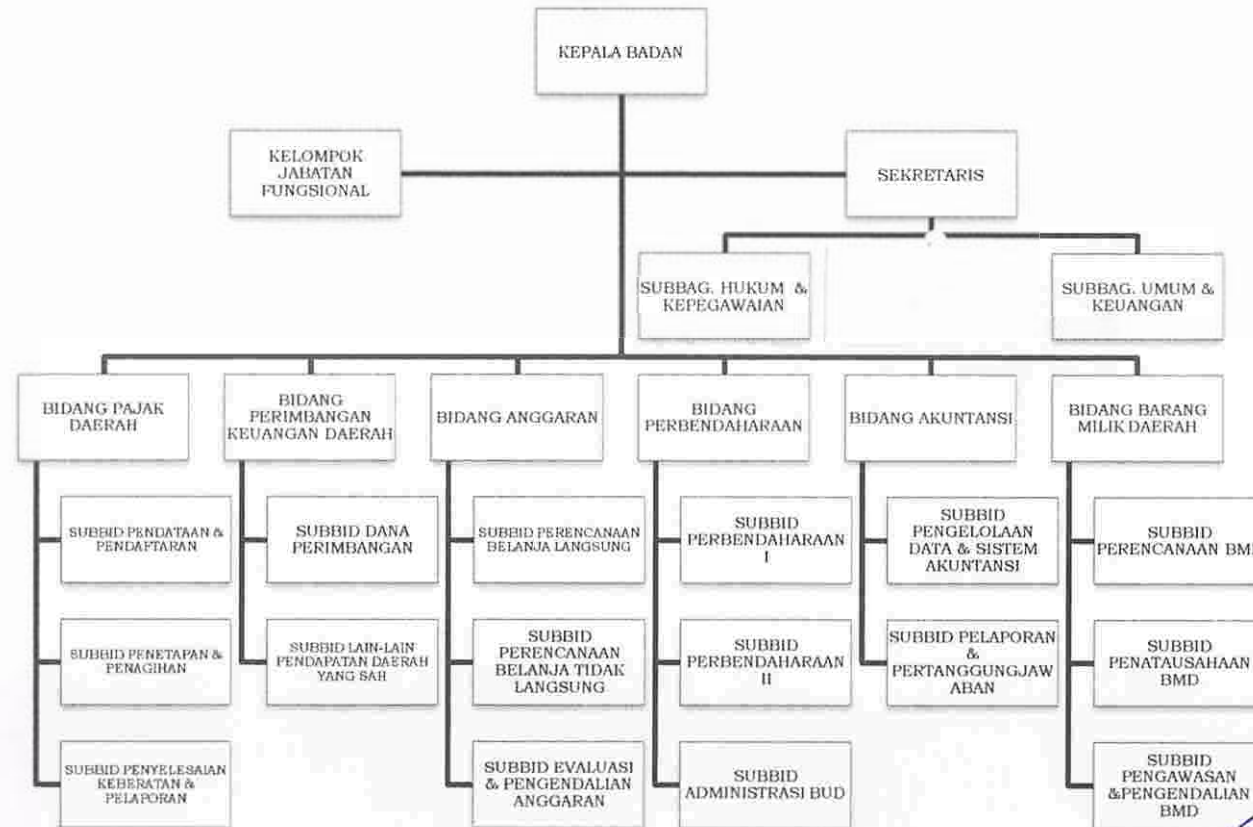 KEPALA BADAN
KELOMPOK
JABATAN
FUNGSIONAL
SEKRETARIS
SUBBAG. HUKUM &
KEPEGAWAIAN
SUBBAG. UMUM &
KEUANGAN
BIDANG PAJAK
DAERAH
BIDANG
PERIMBANGAN
KEUANGAN DAERAH
BIDANG ANGGARAN
BIDANG
PERBENDAHARAAN
BIDANG AKUNTANSI
BIDANG BARANG
MILIK DAERAH
SUBBID PENDATAAN &
PENDAFTARAN
SUBBID DANA
PERIMBANGAN
SUBBID PERENCANAAN
BELANJA LANGSUNG
SUBBID
PERBENDAHARAAN
I
SUBBID
PENGELOLAAN
DATA & SISTEM
AKUNTANSI
SUBBID
PERENCANAAN BMD
SUBBID PENETAPAN &
PENAGIHAN
SUBBID LAIN-LAIN
PENDAPATAN DAERAH
YANG SAH
SUBBID
PERENCANAAN
BELANJA TIDAK
LANGSUNG
SUBBID
PERBENDAHARAAN
II
SUBBID PELAPORAN
&
PERTANGGUNGJAW
ABAN
SUBBID
PENATAUSAHAAN
BMD
SUBBID PENYELESAIAN
KEBERATAN &
PELAPORAN
SUBBID EVALUASI
& PENGENDALIAN
ANGGARAN
SUBBID
ADMINISTRASI BUD
SUBBID
PENGAWASAN
&PENGENDALIAN
BMD